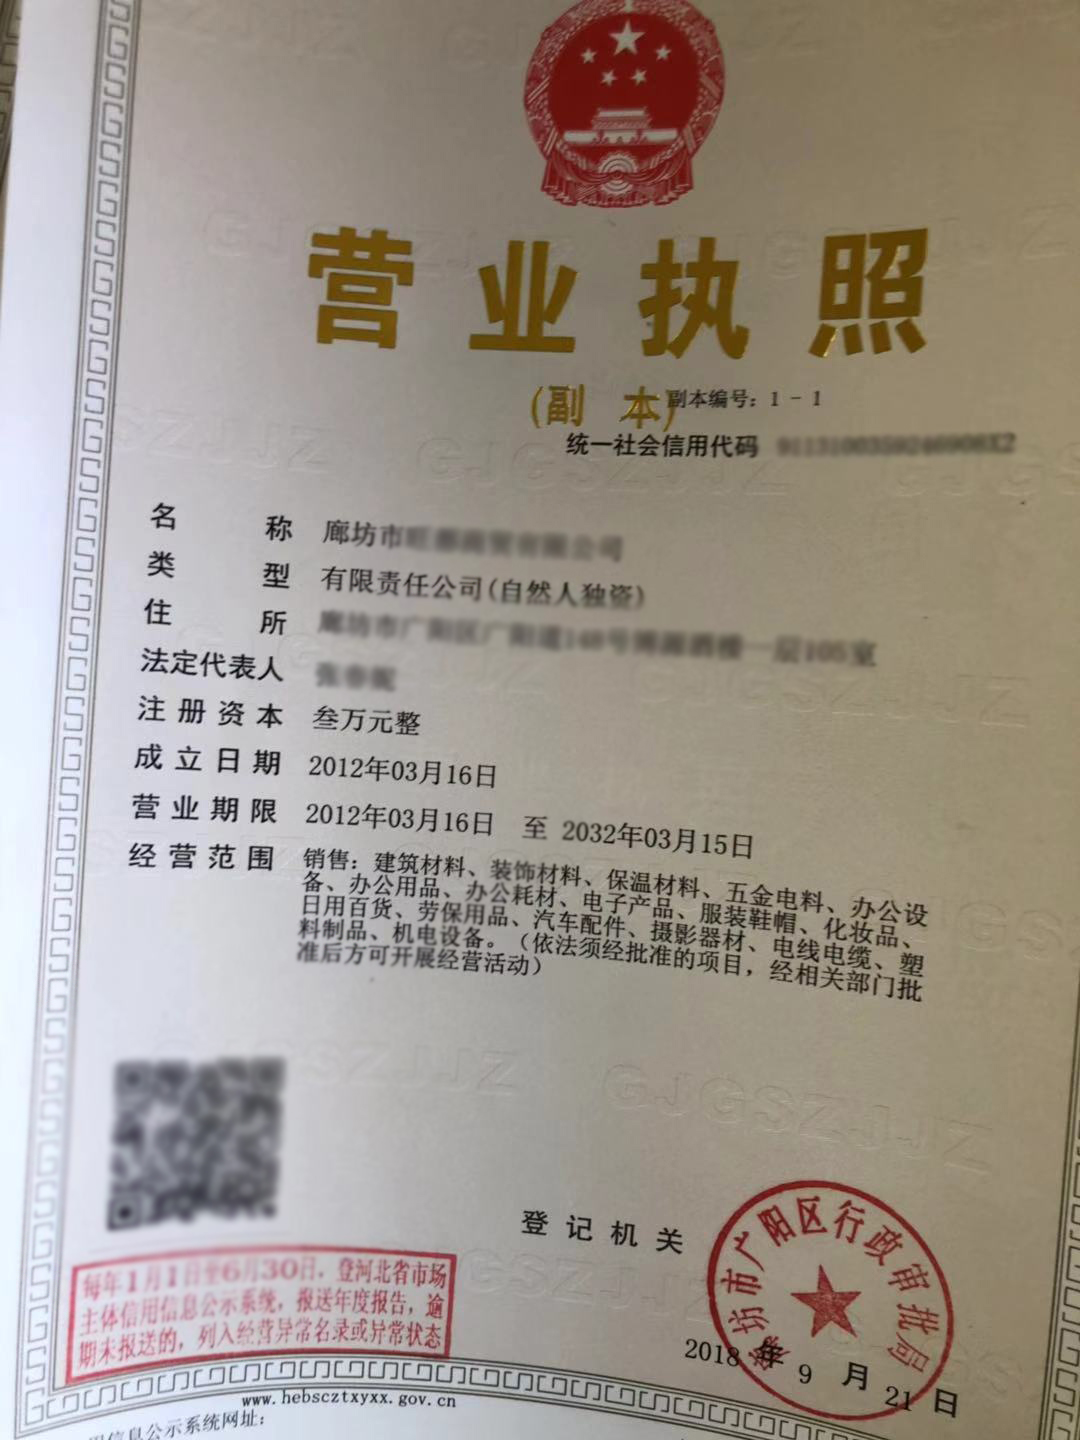 营业执照
(副 本)
副本编号：1-1
统一社会信用代码
名 称 廊坊市
类 型 有限责任公司(自然人独资)
住 所
法定代表人
注册资本 叁万元整
成立日期 2012年03月16日
营业期限 2012年03月16日 至 2032年03月15日
经营范围 销售：建筑材料、装饰材料、保温材料、五金电料、办公设
备、办公用品、办公耗材、电子产品、服装鞋帽、化妆品、
日用百货、劳保用品、汽车配件、摄影器材、电线电缆、塑
料制品、机电设备。（依法须经批准的项目，经相关部门批
准后方可开展经营活动）
登记机关
廊坊市广阳区行政审批局
2018年9月21日
每年1月1日至6月30日，登河北省市场
主体信用信息公示系统，报送年度报告，逾
期未报送的，列入经营异常名录或异常状态
www.hebscztxyxx.gov.cn
信息公示系统网址：